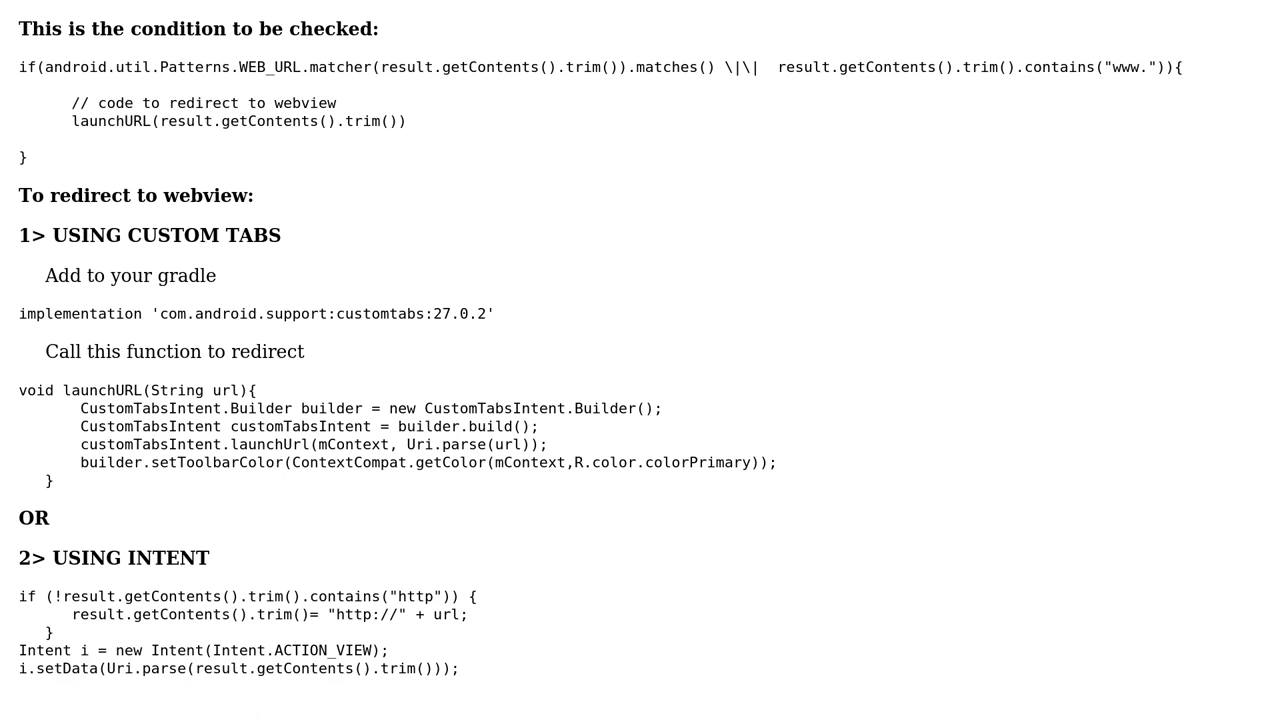 This is the condition to be checked:
if(android.util.Patterns.WEB_URL.matcher(result.getContents().trim()).matches() \|\|  result.getContents().trim().contains("www.")){
      // code to redirect to webview
      launchURL(result.getContents().trim())
}
To redirect to webview:
1> USING CUSTOM TABS
Add to your gradle
implementation 'com.android.support:customtabs:27.0.2'
Call this function to redirect
void launchURL(String url){
       CustomTabsIntent.Builder builder = new CustomTabsIntent.Builder();
       CustomTabsIntent customTabsIntent = builder.build();
       customTabsIntent.launchUrl(mContext, Uri.parse(url));
       builder.setToolbarColor(ContextCompat.getColor(mContext,R.color.colorPrimary));
   }
OR
2> USING INTENT
if (!result.getContents().trim().contains("http")) {
      result.getContents().trim()= "http://" + url;
   }
Intent i = new Intent(Intent.ACTION_VIEW);
i.setData(Uri.parse(result.getContents().trim()));